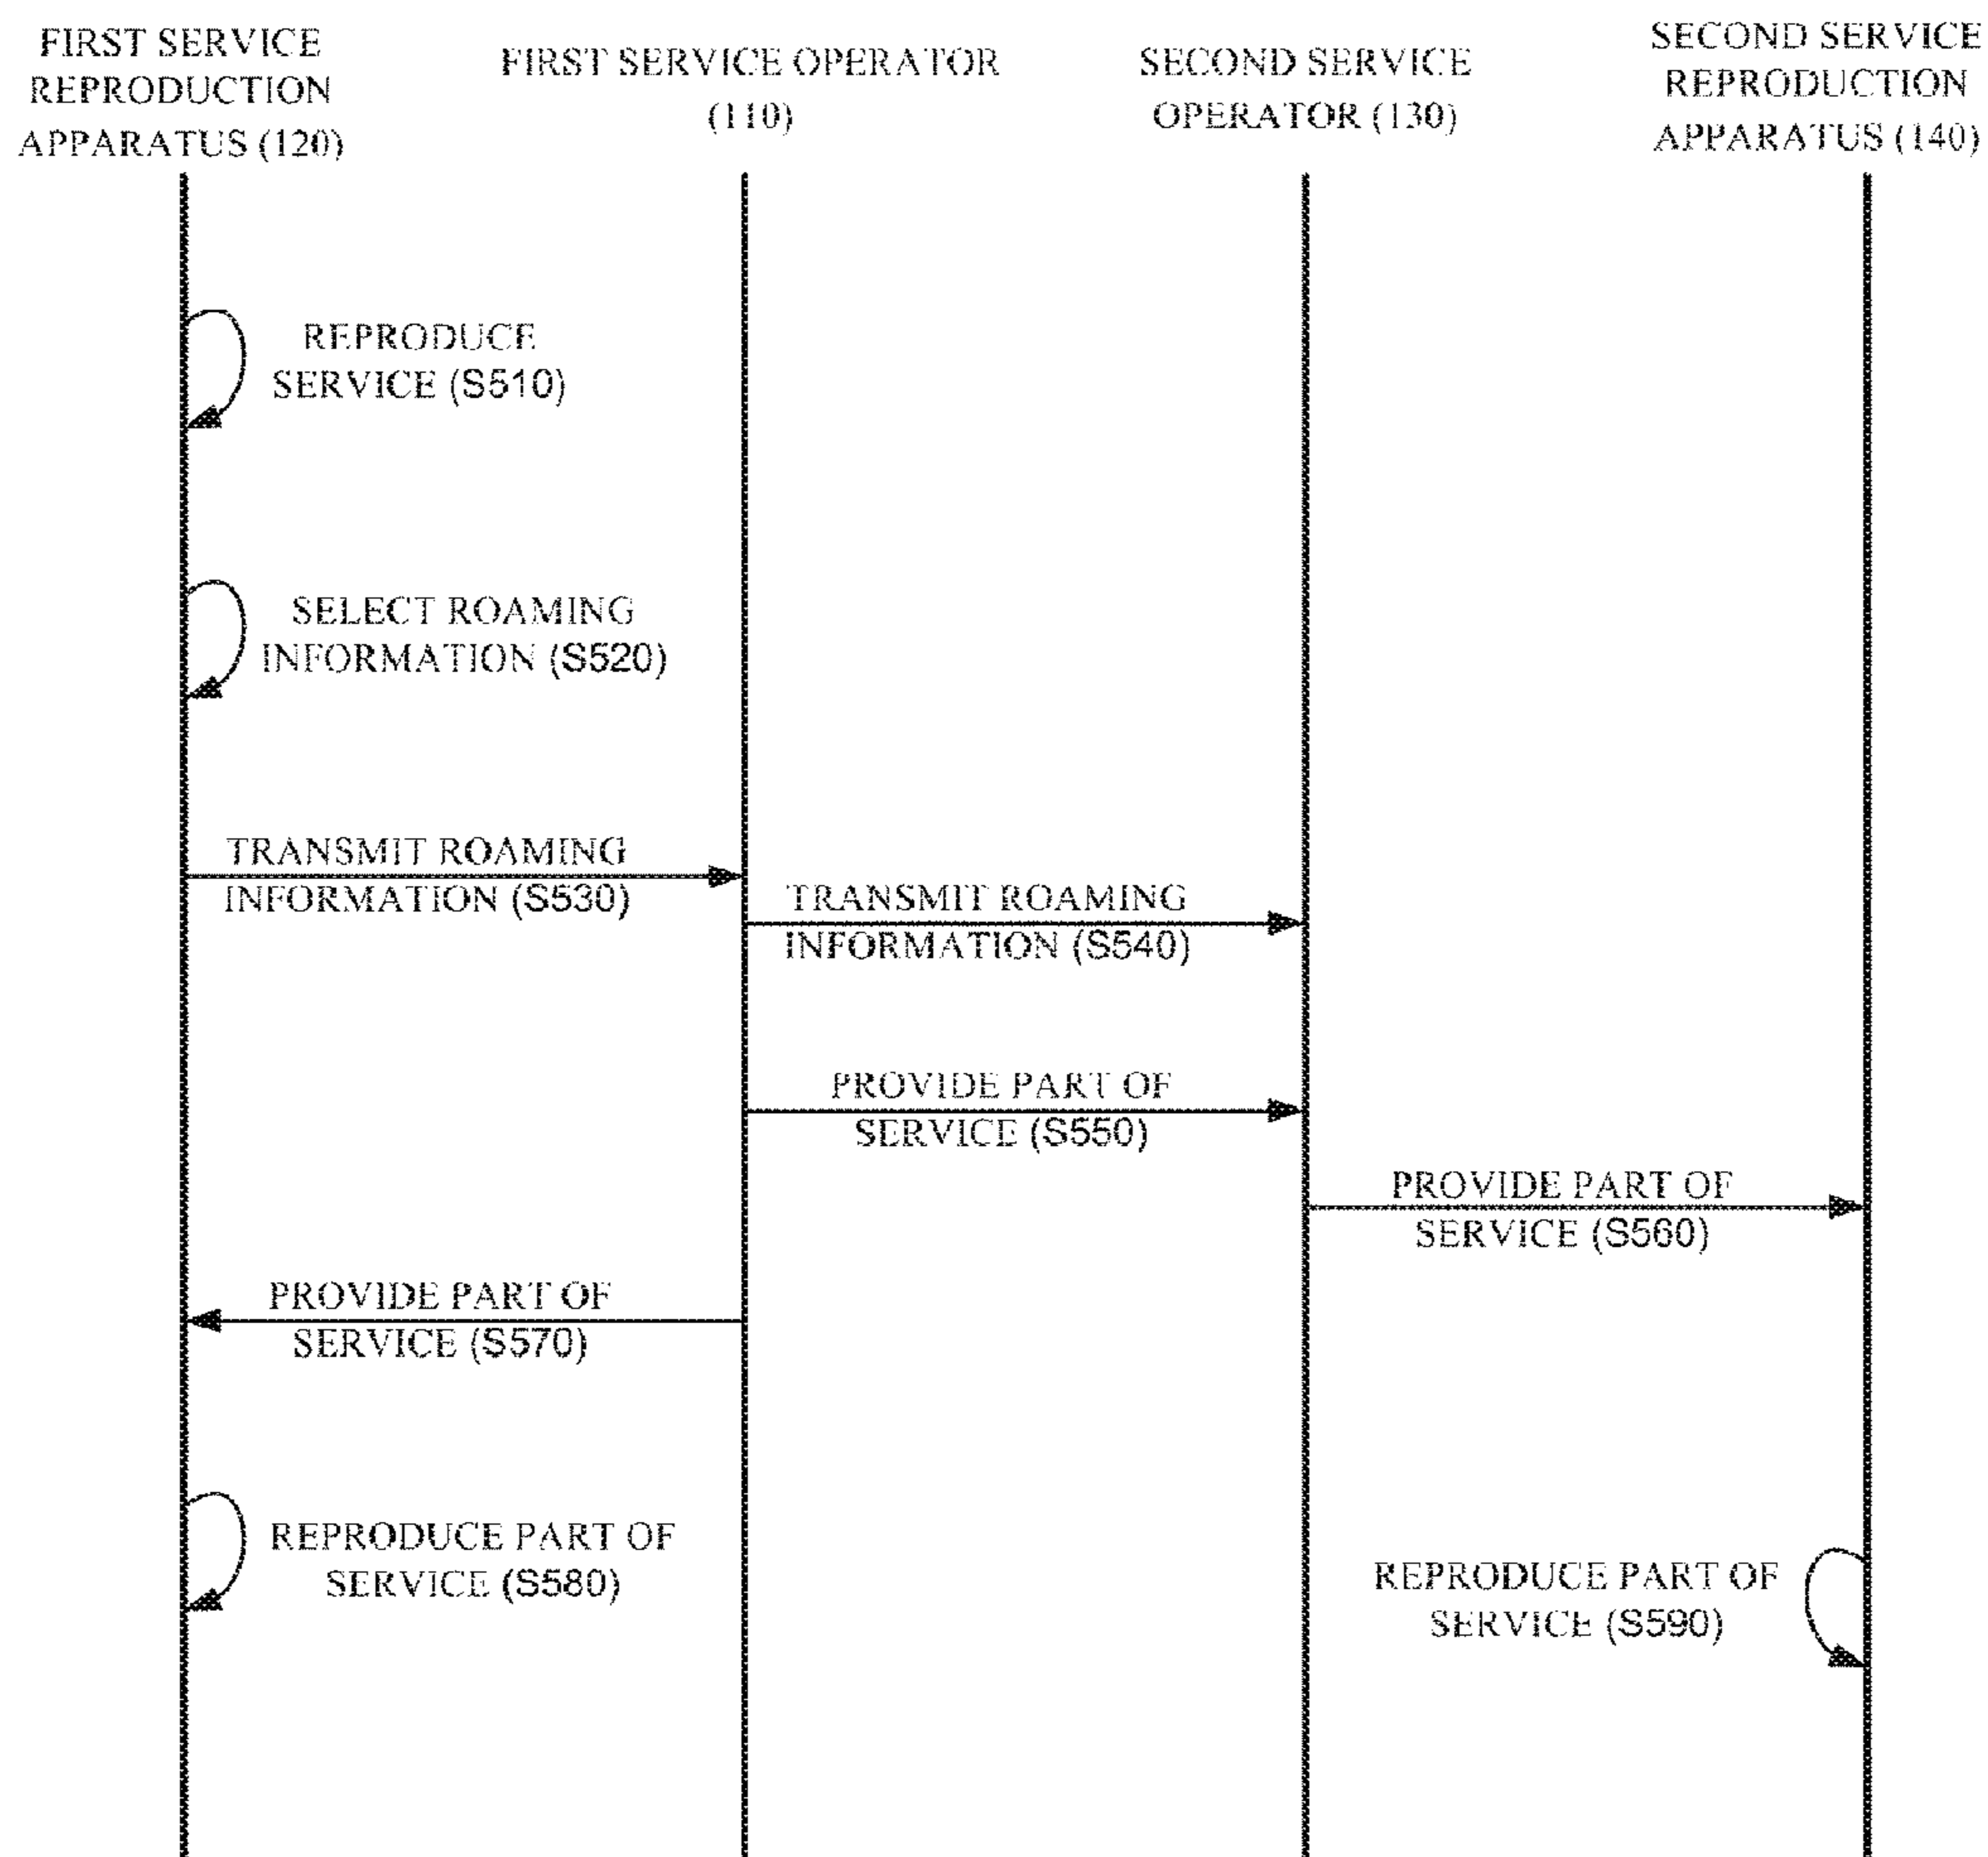 FIRST SERVICE
REPRODUCTION
APPARATUS (120)
FIRST SERVICE OPERATOR
(110)
SECOND SERVICE
OPERATOR (130)
SECOND SERVICE
REPRODUCTION
APPARATUS (140)
REPRODUCE
SERVICE (S510)
SELECT ROAMING
INFORMATION (S520)
TRANSMIT ROAMING
INFORMATION (S530)
TRANSMIT ROAMING
INFORMATION (S540)
PROVIDE PART OF
SERVICE (S550)
PROVIDE PART OF
SERVICE (S560)
PROVIDE PART OF
SERVICE (S570)
REPRODUCE PART OF
SERVICE (S580)
REPRODUCE PART OF
SERVICE (S590)